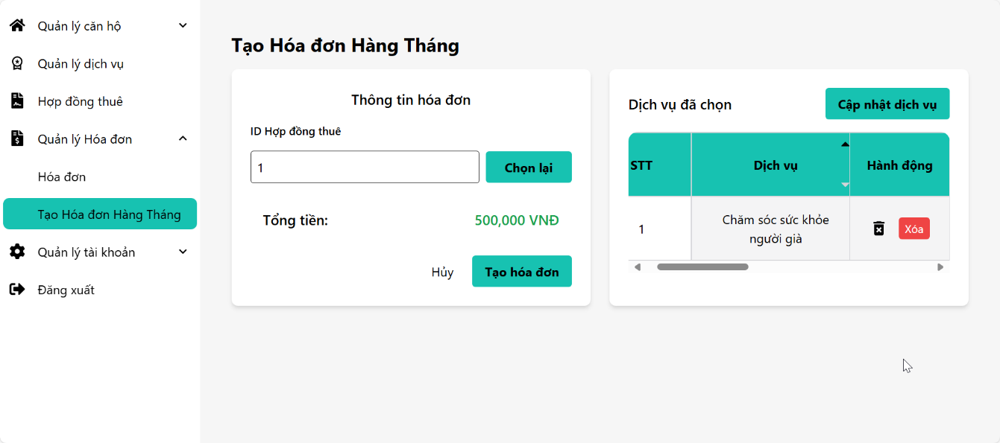 Quản lý căn hộ
Quản lý dịch vụ
Hợp đồng thuê
Quản lý Hóa đơn
Hóa đơn
Tạo Hóa đơn Hàng Tháng
Quản lý tài khoản
Đăng xuất
Tạo Hóa đơn Hàng Tháng
Thông tin hóa đơn
ID Hợp đồng thuê
1
Chọn lại
Tổng tiền:
500,000 VNĐ
Hủy
Tạo hóa đơn
Dịch vụ đã chọn
Cập nhật dịch vụ
STT
Dịch vụ
Hành động
1
Chăm sóc sức khỏe
người già
Xóa